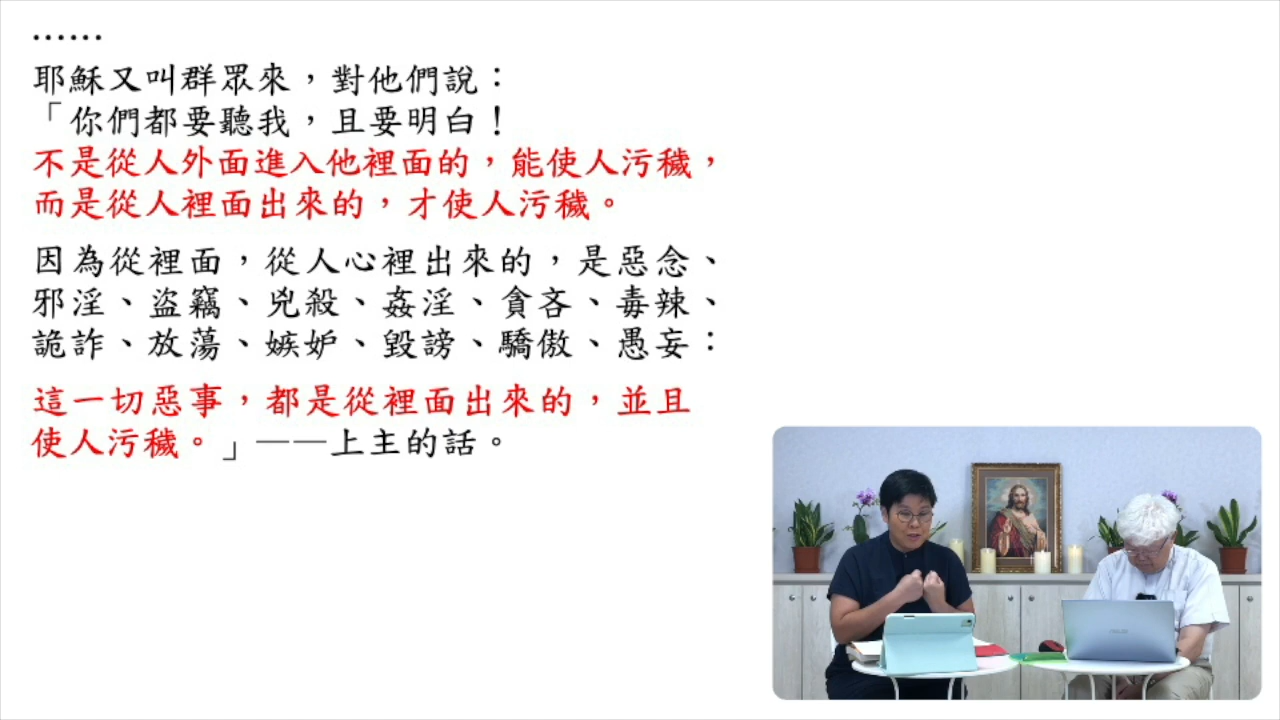 ……
耶穌又叫群眾來，對他們說：
「你們都要聽我，且要明白！
不是從人外面進入他裡面的，能使人污穢，
而是從人裡面出來的，才使人污穢。
因為從裡面，從人心裡出來的，是惡念、
邪淫、盜竊、兇殺、姦淫、貪吝、毒辣、
詭詐、放蕩、嫉妒、毀謗、驕傲、愚妄：
這一切惡事，都是從裡面出來的，並且
使人污穢。」——上主的話。
ASUS